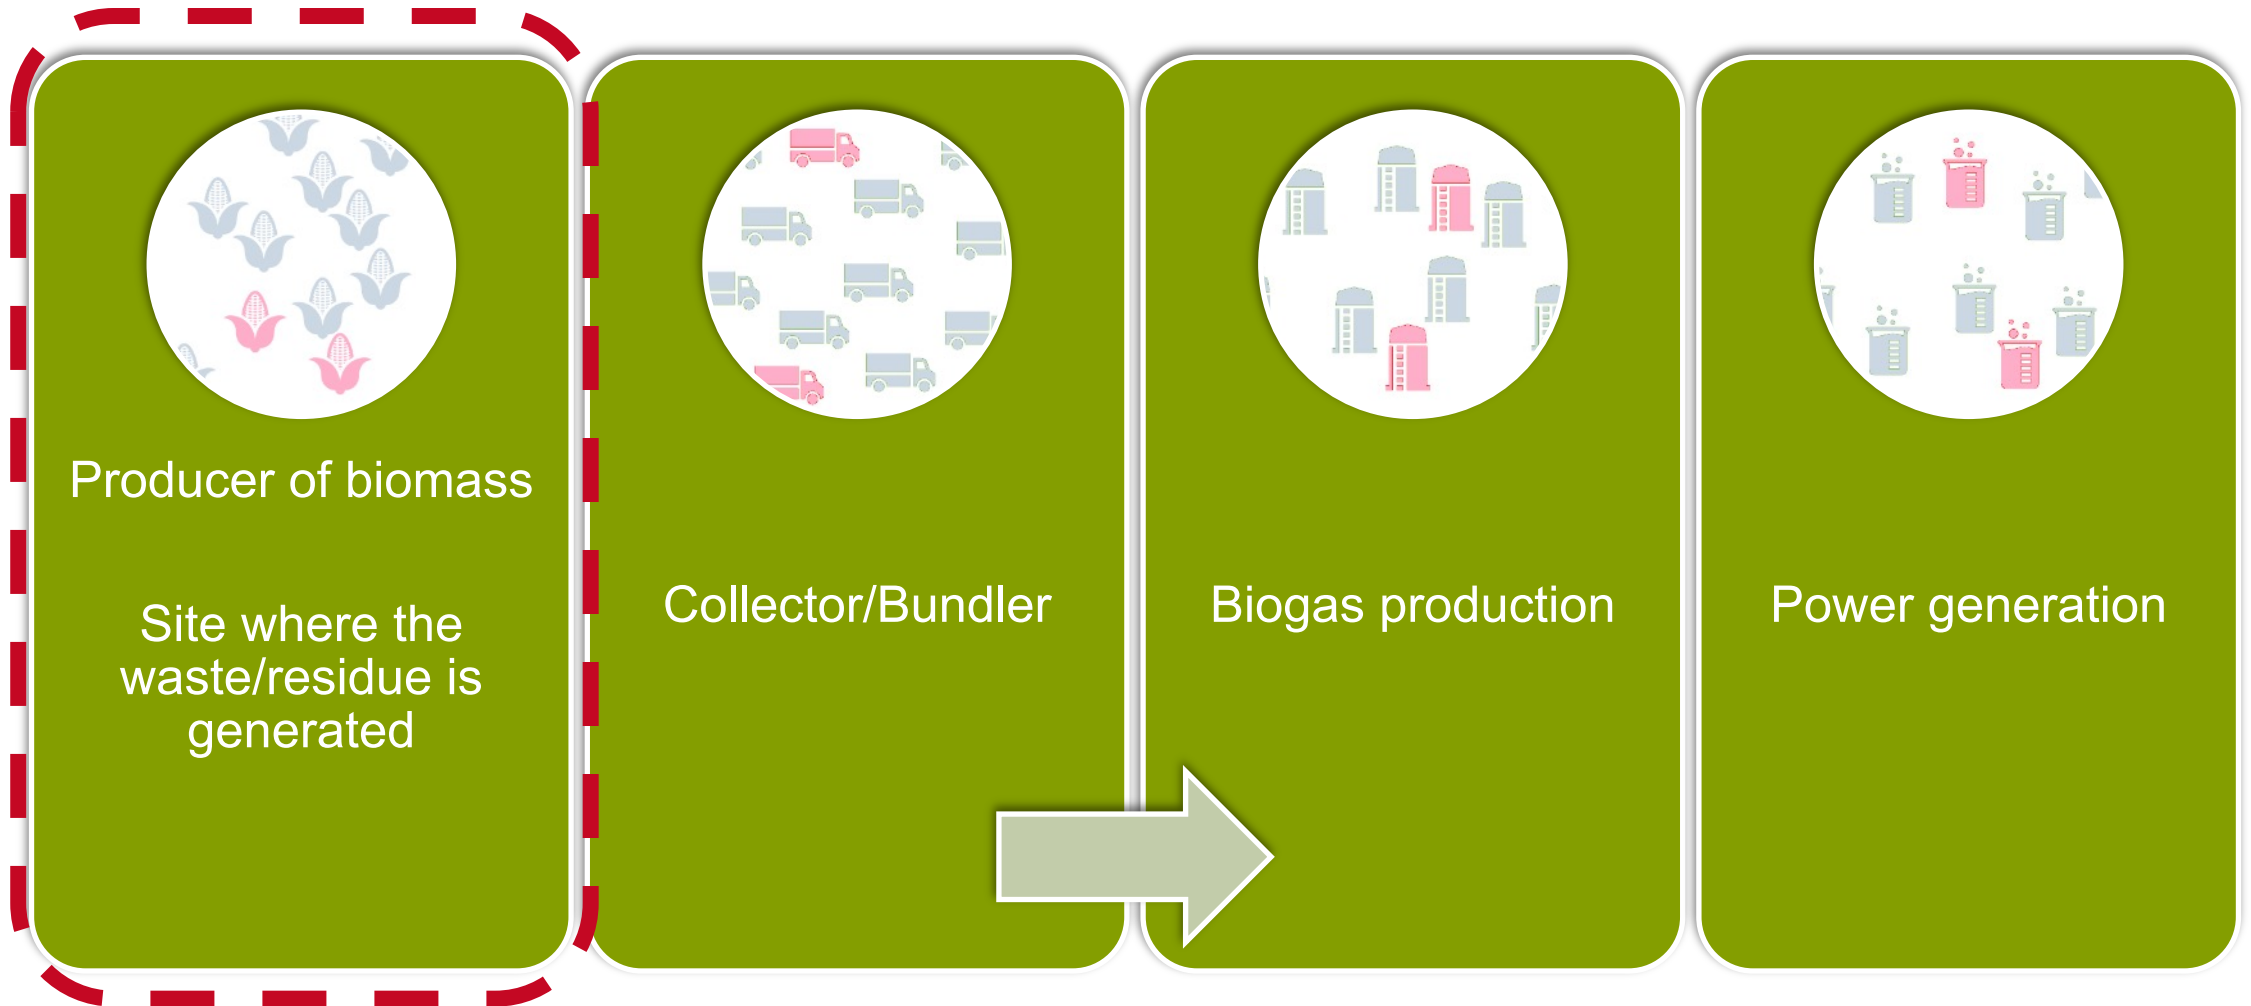 Producer of biomass
Site where the
waste/residue is
generated
Collector/Bundler
Biogas production
Power generation